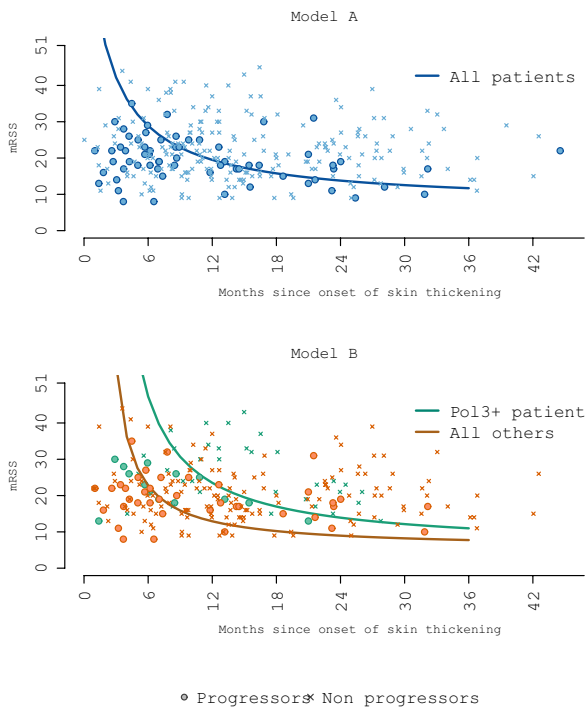 Model A
51
40
30
20
10
0
mRSS
All patients
0 6 12 18 24 30 36 42
Months since onset of skin thickening
Model B
51
40
30
20
10
0
mRSS
Pol3+ patient
All others
0 6 12 18 24 30 36 42
Months since onset of skin thickening
Progressors Non progressors